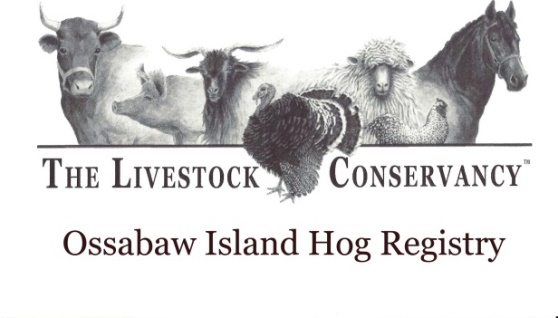 THE LIVESTOCK CONSERVANCY™
Ossabaw Island Hog Registry